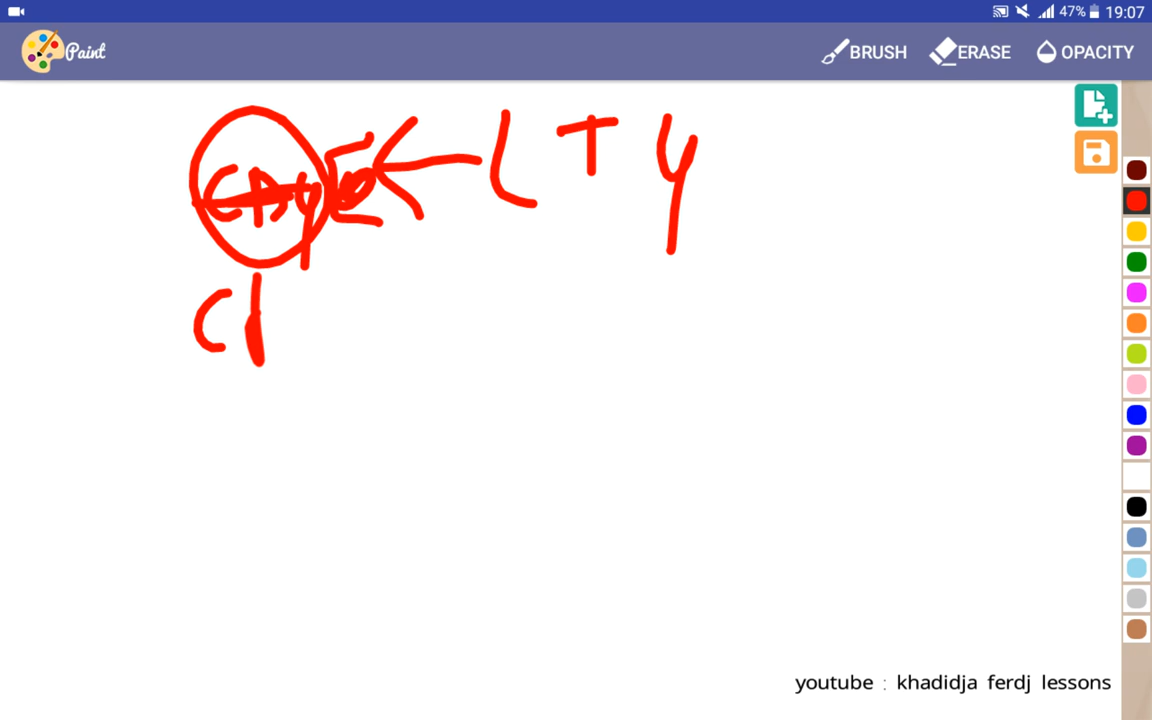 47% 19:07
Paint BRUSH ERASE OPACITY
L T y
youtube : khadidja ferdj lessons